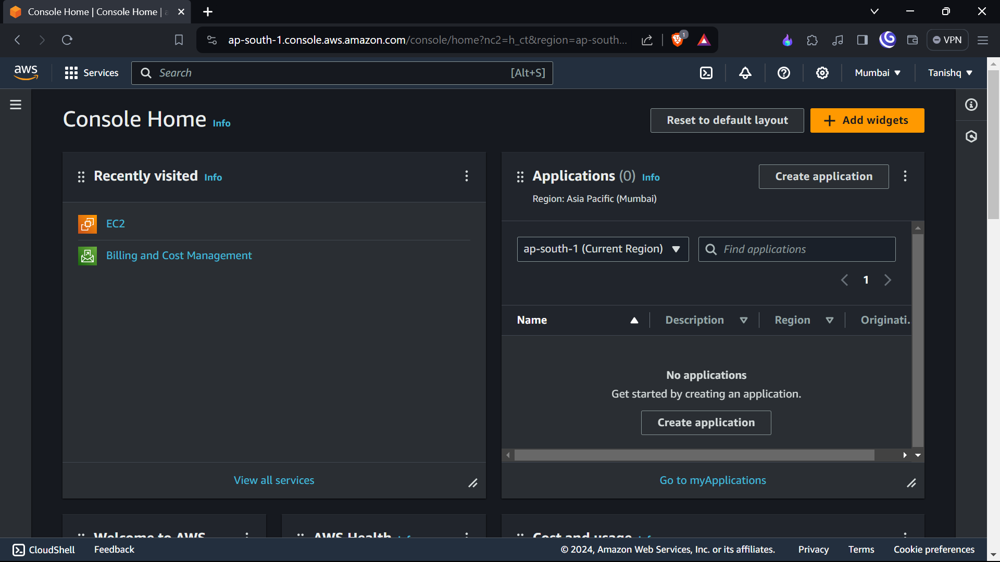 Console Home | Console Home |
ap-south-1.console.aws.amazon.com/console/home?nc2=h_ct&region=ap-south...
1
VPN
aws
Services
Search
[Alt+S]
Mumbai
Tanishq
Console Home Info
Reset to default layout
Add widgets
Recently visited Info
EC2
Billing and Cost Management
View all services
Applications (0) Info
Create application
Region: Asia Pacific (Mumbai)
ap-south-1 (Current Region)
Find applications
1
Name
Description
Region
Originati.
No applications
Get started by creating an application.
Create application
Go to myApplications
Welcome to AWS
AWS Health Info
Cost and usage Info
CloudShell
Feedback
© 2024, Amazon Web Services, Inc. or its affiliates.
Privacy
Terms
Cookie preferences